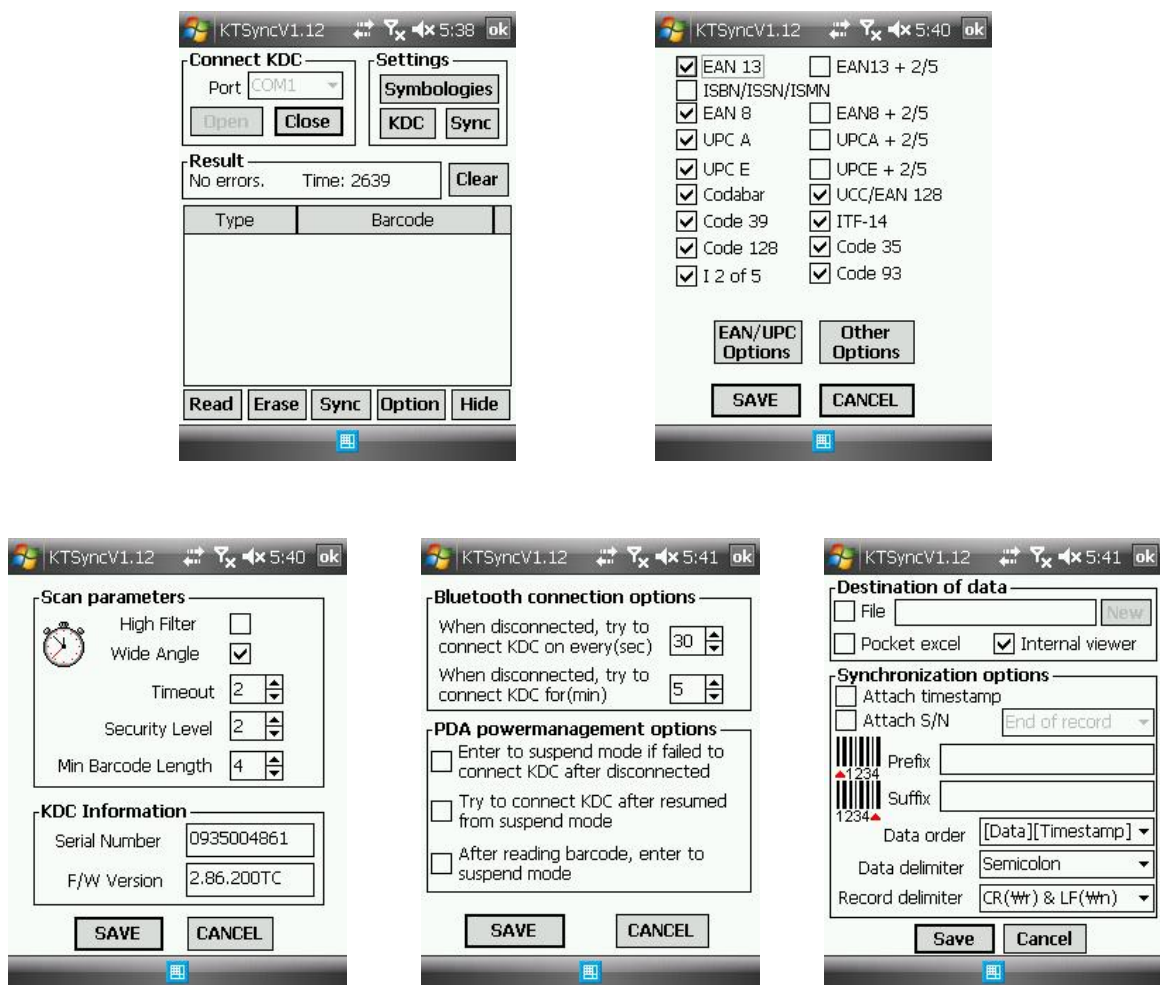 KTSyncV1.12 5:38 ok
Connect KDC
Port COM1
Open Close
Settings
Symbologies
KDC Sync
Result
No errors. Time: 2639
Clear
Type Barcode
Read Erase Sync Option Hide
KTSyncV1.12 5:40 ok
EAN 13 EAN13 + 2/5
ISBN/ISSN/ISMN
EAN 8 EAN8 + 2/5
UPC A UPCA + 2/5
UPC E UPCE + 2/5
Codabar UCC/EAN 128
Code 39 ITF-14
Code 128 Code 35
I 2 of 5 Code 93
EAN/UPC Options
Other Options
SAVE CANCEL
KTSyncV1.12 5:40 ok
Scan parameters
High Filter
Wide Angle
Timeout 2
Security Level 2
Min Barcode Length 4
KDC Information
Serial Number 0935004861
F/W Version 2.86.200TC
SAVE CANCEL
KTSyncV1.12 5:41 ok
Bluetooth connection options
When disconnected, try to
connect KDC on every(sec) 30
When disconnected, try to
connect KDC for(min) 5
PDA powermanagement options
Enter to suspend mode if failed to
connect KDC after disconnected
Try to connect KDC after resumed
from suspend mode
After reading barcode, enter to
suspend mode
SAVE CANCEL
KTSyncV1.12 5:41 ok
Destination of data
File New
Pocket excel Internal viewer
Synchronization options
Attach timestamp
Attach S/N End of record
1234 Prefix
1234 Suffix
Data order [Data][Timestamp]
Data delimiter Semicolon
Record delimiter CR(₩r) & LF(₩n)
Save Cancel